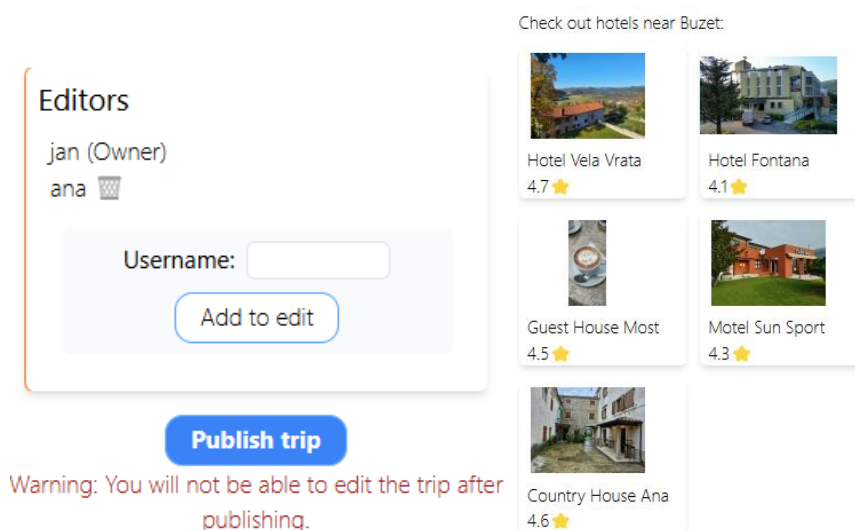 Editors
jan (Owner)
ana
Username:
Add to edit
Publish trip
Warning: You will not be able to edit the trip after
publishing.
Check out hotels near Buzet:
Hotel Vela Vrata
4.7
Hotel Fontana
4.1
Guest House Most
4.5
Motel Sun Sport
4.3
Country House Ana
4.6